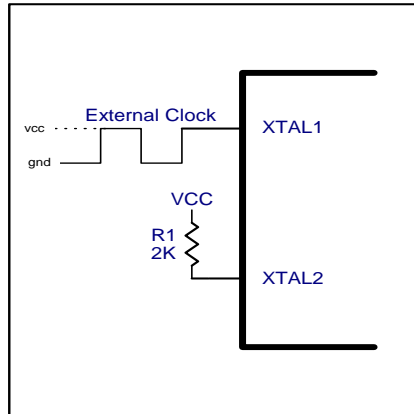 External Clock
vcc
XTAL1
gnd
VCC
R1
2K
XTAL2